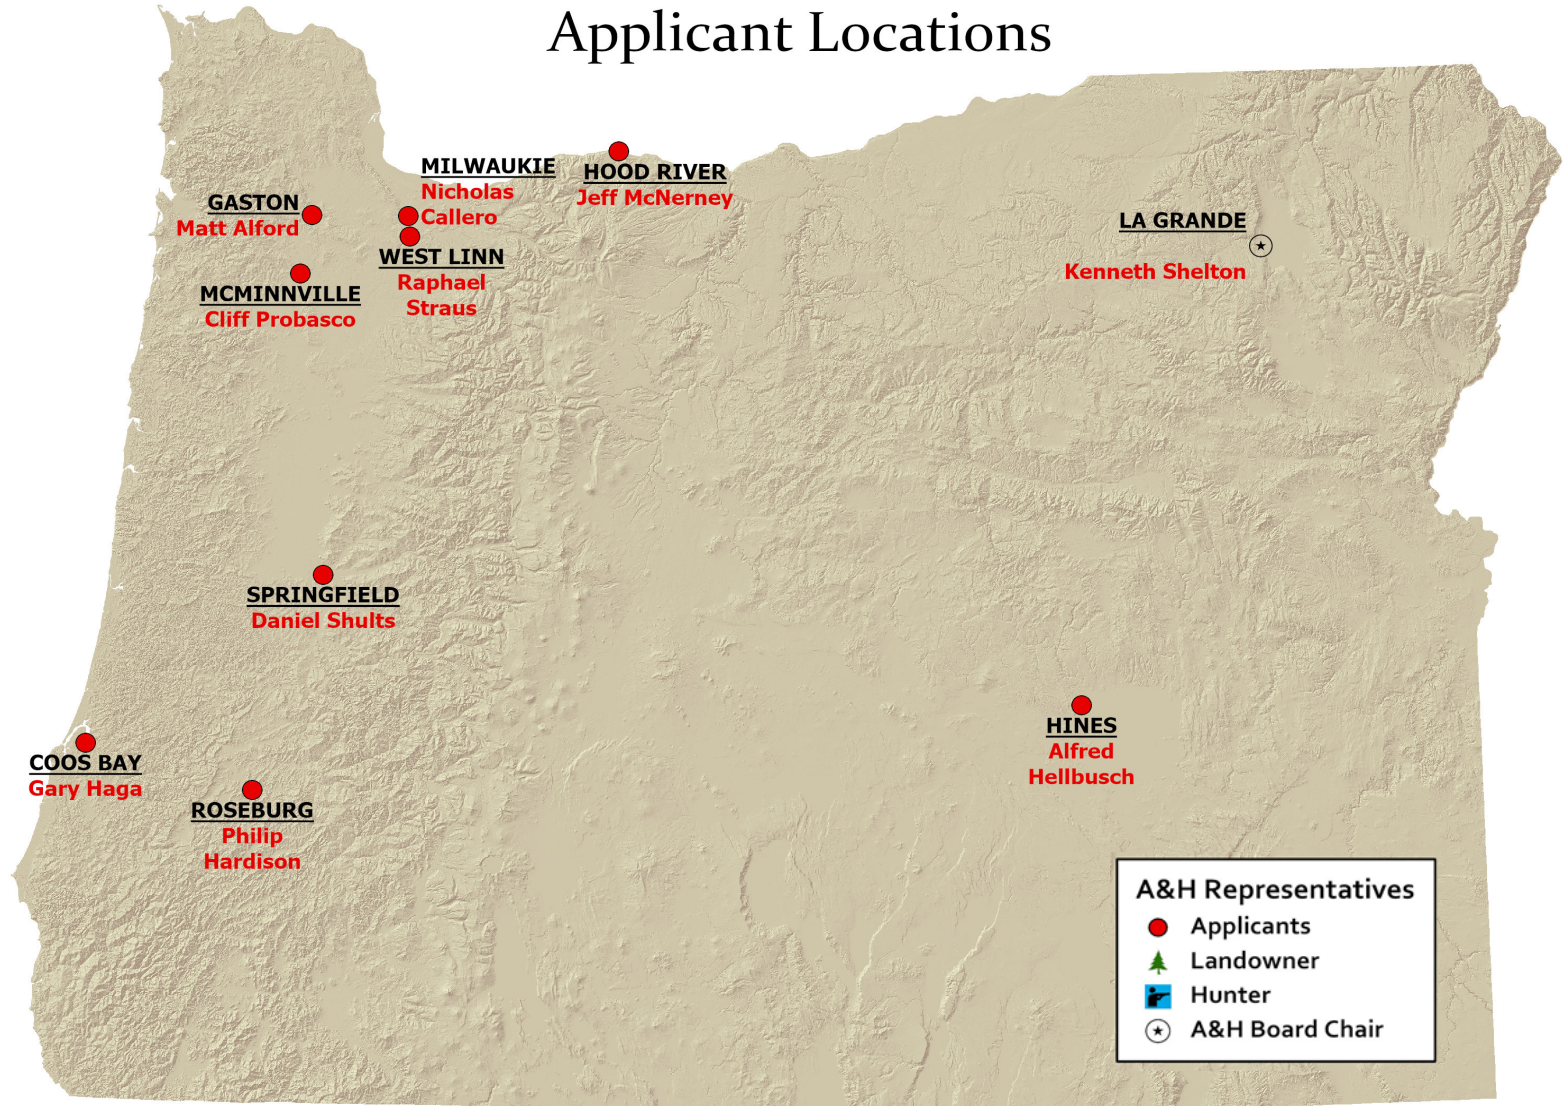 Applicant Locations
MILWAUKIE
Nicholas
Callero
HOOD RIVER
Jeff McNerney
GASTON
Matt Alford
WEST LINN
Raphael
Straus
LA GRANDE
Kenneth Shelton
MCMINNVILLE
Cliff Probasco
SPRINGFIELD
Daniel Shults
HINES
Alfred
Hellbusch
COOS BAY
Gary Haga
ROSEBURG
Philip
Hardison
A&H Representatives
Applicants
Landowner
Hunter
A&H Board Chair